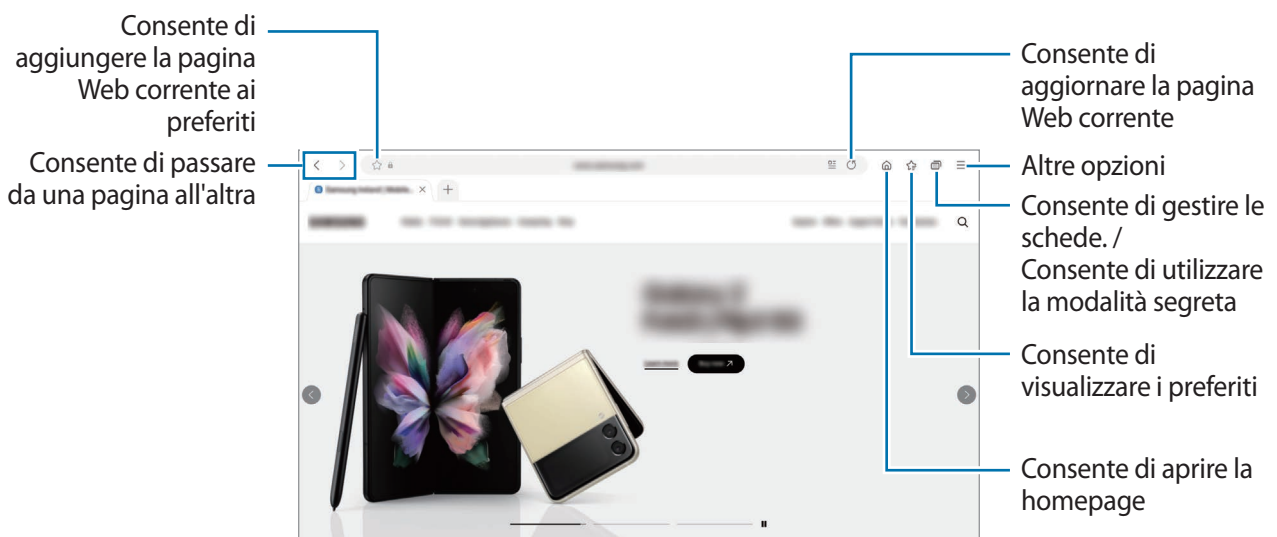 Consente di
aggiungere la pagina
Web corrente ai
preferiti
Consente di passare
da una pagina all'altra
Consente di
aggiornare la pagina
Web corrente
Altre opzioni
Consente di gestire le
schede. /
Consente di utilizzare
la modalità segreta
Consente di
visualizzare i preferiti
Consente di aprire la
homepage